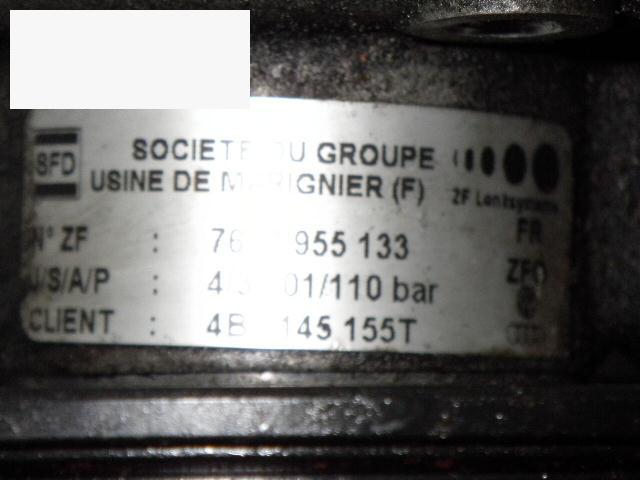 SFD
SOCIETE DU GROUPE
USINE DE MARIGNIER (F)
ZF Lenksysteme
N° ZF : 955 133 FR
J/S/A/P : 01/110 bar ZFO
CLIENT : 145 155T